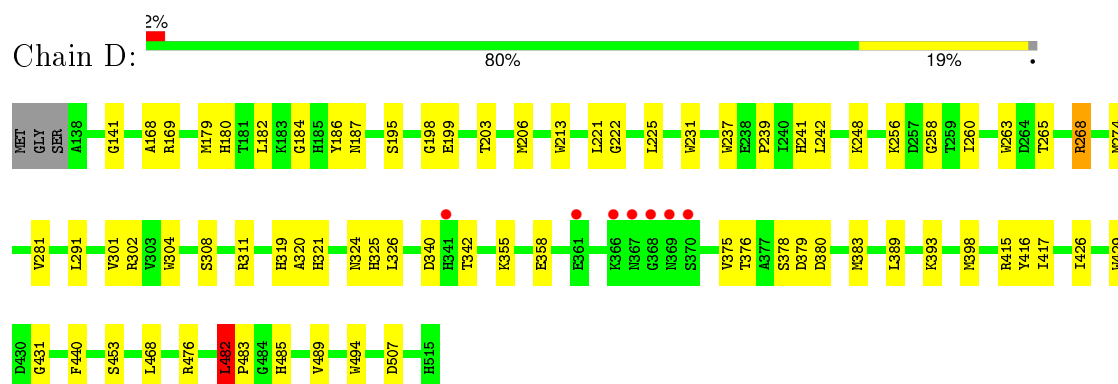 2%
Chain D:
80% 19% •
MET GLY SER A138 G141 A168 R169 M179 H180 T181 L182 K183 G184 H185 Y186 N187 S195 G198 E199 T203 M206 W213 L221 G222 L225 W231 W237 E238 P239 I240 H241 L242 K248 K256 D257 G258 T259 I260 W263 D264 T265 R268 M274
V281 L291 V301 R302 V303 W304 S308 R311 H319 A320 H321 N324 H325 L326 D340 H341 T342 K355 E358 E361 K366 N367 G368 N369 S370 V375 T376 A377 S378 D379 D380 M383 L389 K393 M398 R415 Y416 I417 I426 W429
D430 G431 F440 S453 L468 R476 L482 P483 G484 H485 V489 W494 D507 H515